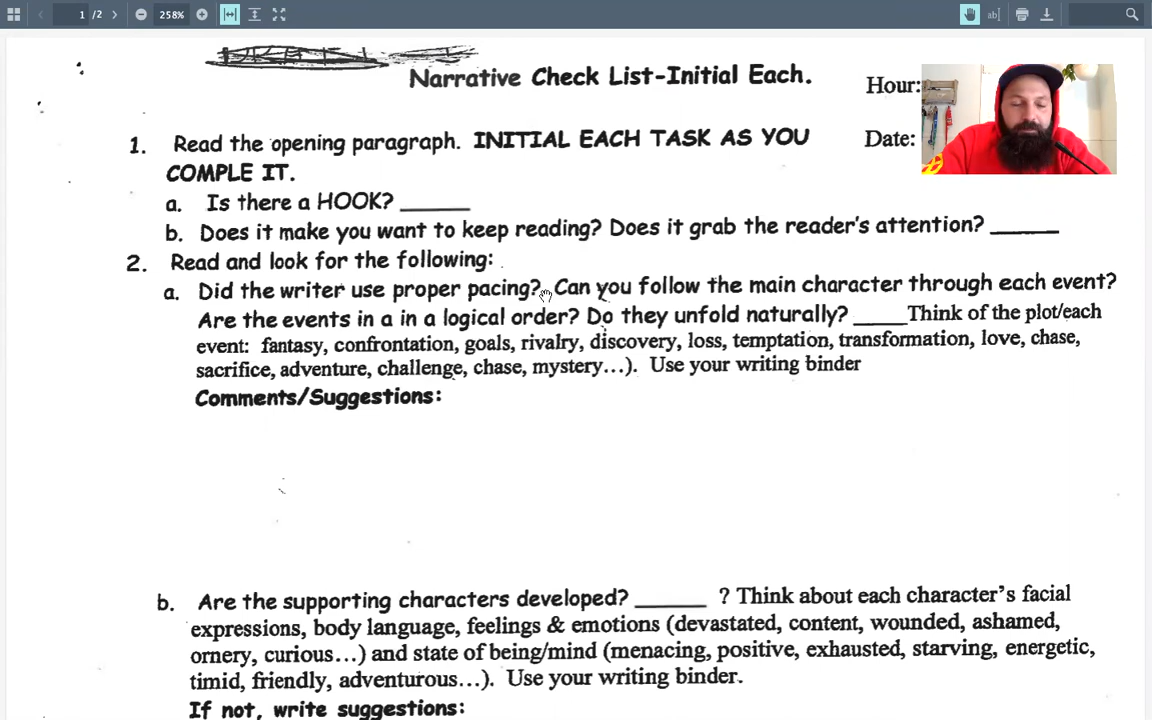 1 /2
258%
ab
Narrative Check List-Initial Each.
Hour:
Date:
1. Read the opening paragraph. INITIAL EACH TASK AS YOU
COMPLE IT.
a. Is there a HOOK? ______
b. Does it make you want to keep reading? Does it grab the reader's attention? ______
2. Read and look for the following:
a. Did the writer use proper pacing? Can you follow the main character through each event?
Are the events in a in a logical order? Do they unfold naturally? _____Think of the plot/each
event: fantasy, confrontation, goals, rivalry, discovery, loss, temptation, transformation, love, chase,
sacrifice, adventure, challenge, chase, mystery…). Use your writing binder
Comments/Suggestions:
b. Are the supporting characters developed? ______ ? Think about each character's facial
expressions, body language, feelings & emotions (devastated, content, wounded, ashamed,
ornery, curious…) and state of being/mind (menacing, positive, exhausted, starving, energetic,
timid, friendly, adventurous…). Use your writing binder.
If not, write suggestions: